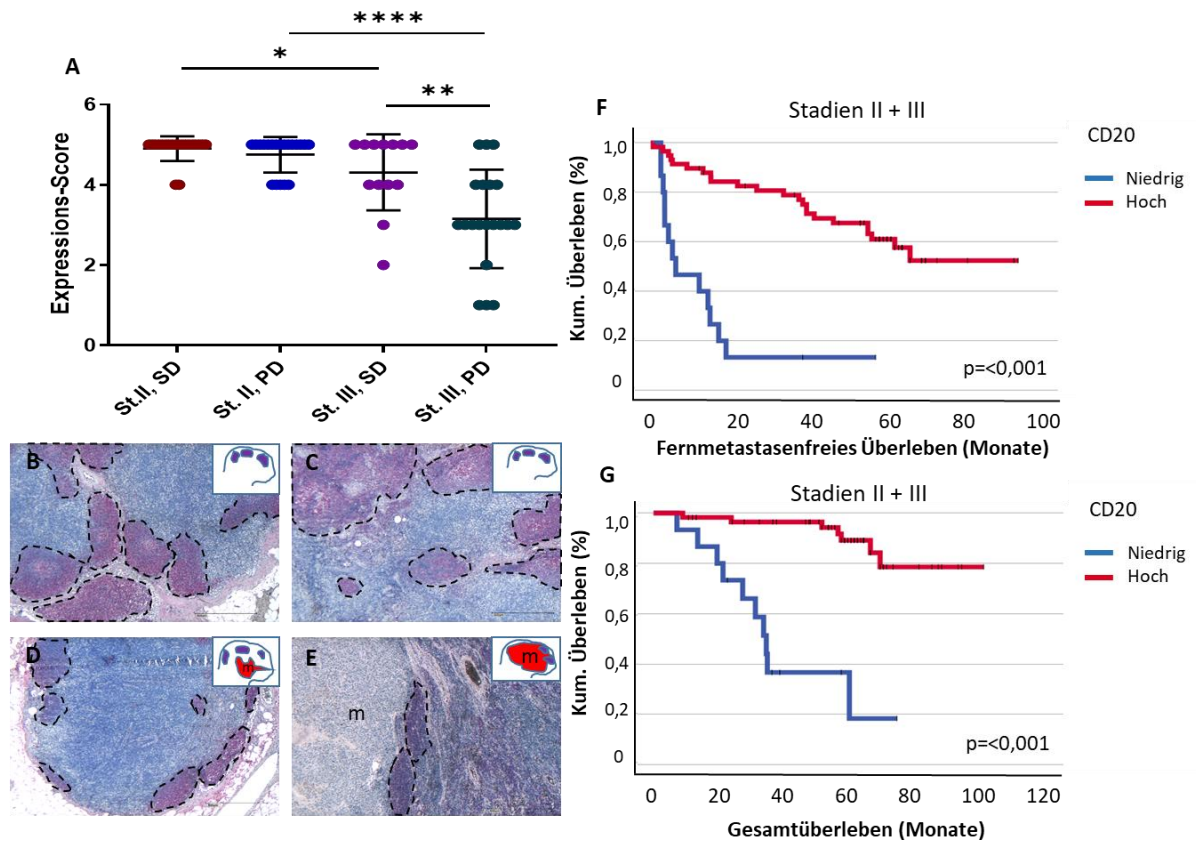 ****
*
**
A
Expressions-Score
6
4
2
0
St.II, SD
St. II, PD
St. III, SD
St. III, PD
B
C
D
m
E
m
m
F
Stadien II + III
Kum. Überleben (%)
1,0
0,8
0,6
0,4
0,2
0
p=<0,001
0
20
40
60
80
100
Fernmetastasenfreies Überleben (Monate)
CD20
Niedrig
Hoch
G
Stadien II + III
Kum. Überleben (%)
1,0
0,8
0,6
0,4
0,2
0
p=<0,001
0
20
40
60
80
100
120
Gesamtüberleben (Monate)
CD20
Niedrig
Hoch